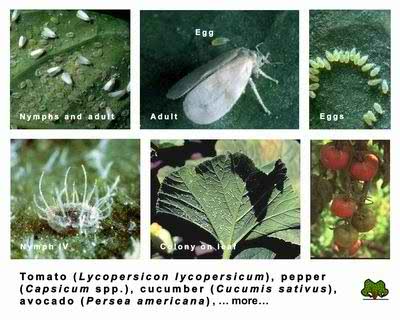 Egg
Nymphs and adult
Adult
Eggs
Nymph IV
Colony on leaf
Tomato (Lycopersicon lycopersicum), pepper
(Capsicum spp.), cucumber (Cucumis sativus),
avocado (Persea americana), ... more...